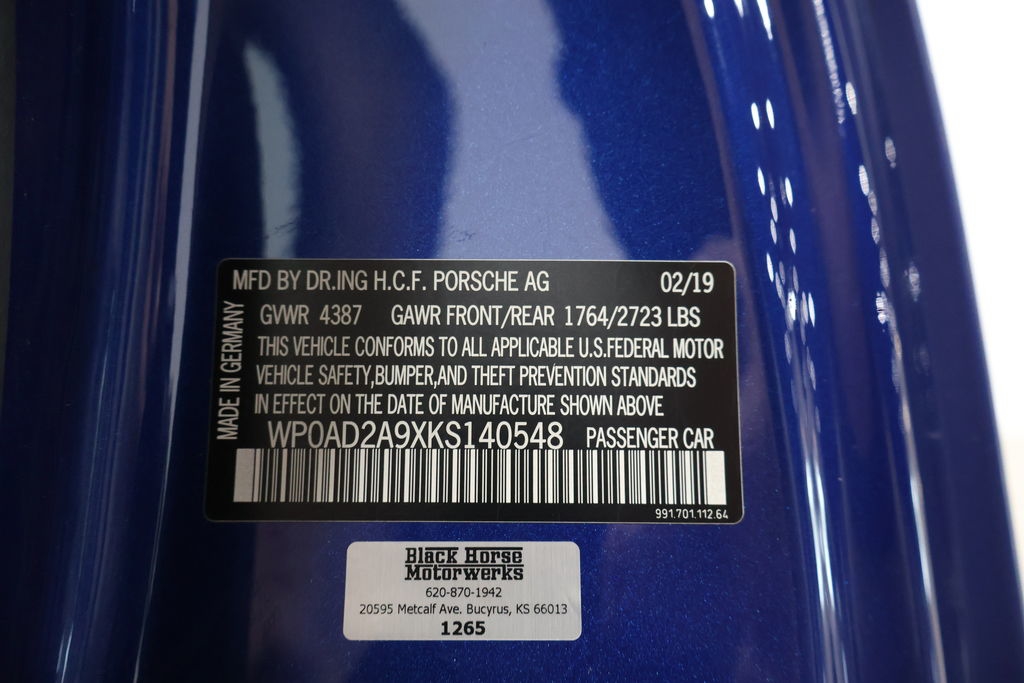 MFD BY DR.ING H.C.F. PORSCHE AG 02/19
MADE IN GERMANY
GVWR 4387 GAWR FRONT/REAR 1764/2723 LBS
THIS VEHICLE CONFORMS TO ALL APPLICABLE U.S.FEDERAL MOTOR
VEHICLE SAFETY,BUMPER,AND THEFT PREVENTION STANDARDS
IN EFFECT ON THE DATE OF MANUFACTURE SHOWN ABOVE
WP0AD2A9XKS140548 PASSENGER CAR
991.701.112.64
Black Horse
Motorwerks
620-870-1942
20595 Metcalf Ave. Bucyrus, KS 66013
1265